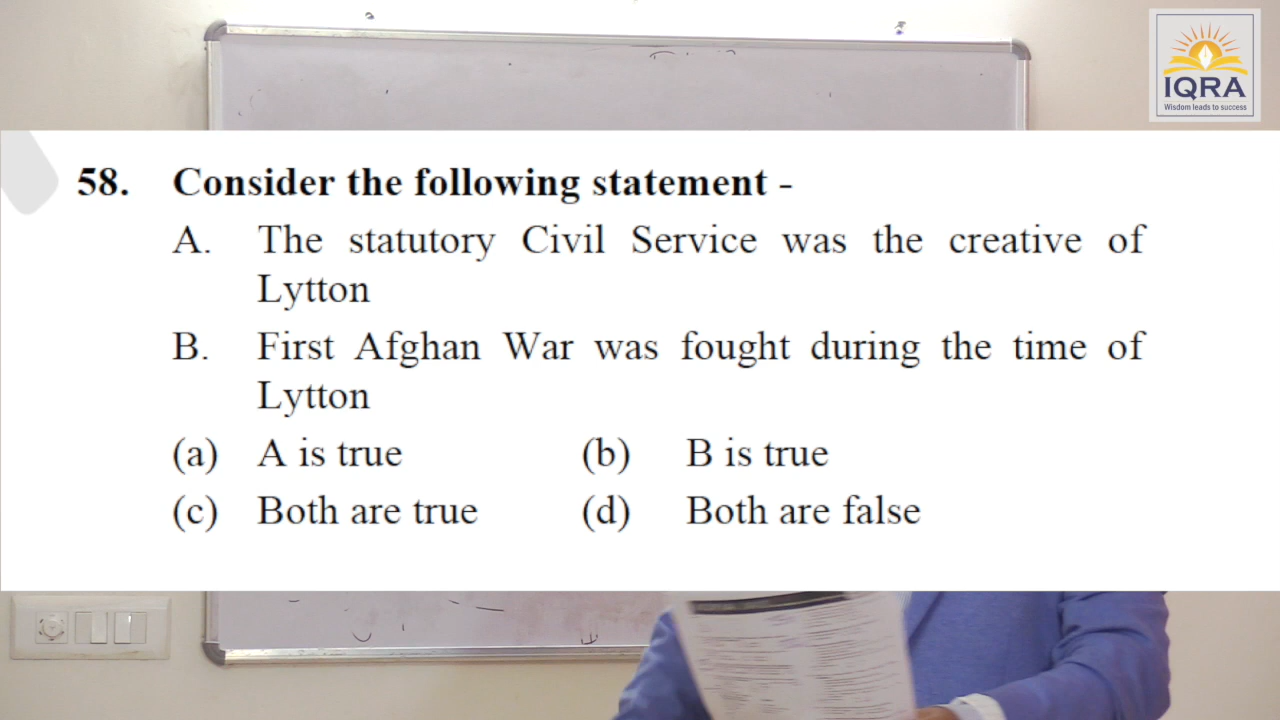 IQRA
Wisdom leads to success
58. Consider the following statement -
A. The statutory Civil Service was the creative of
Lytton
B. First Afghan War was fought during the time of
Lytton
(a) A is true (b) B is true
(c) Both are true (d) Both are false